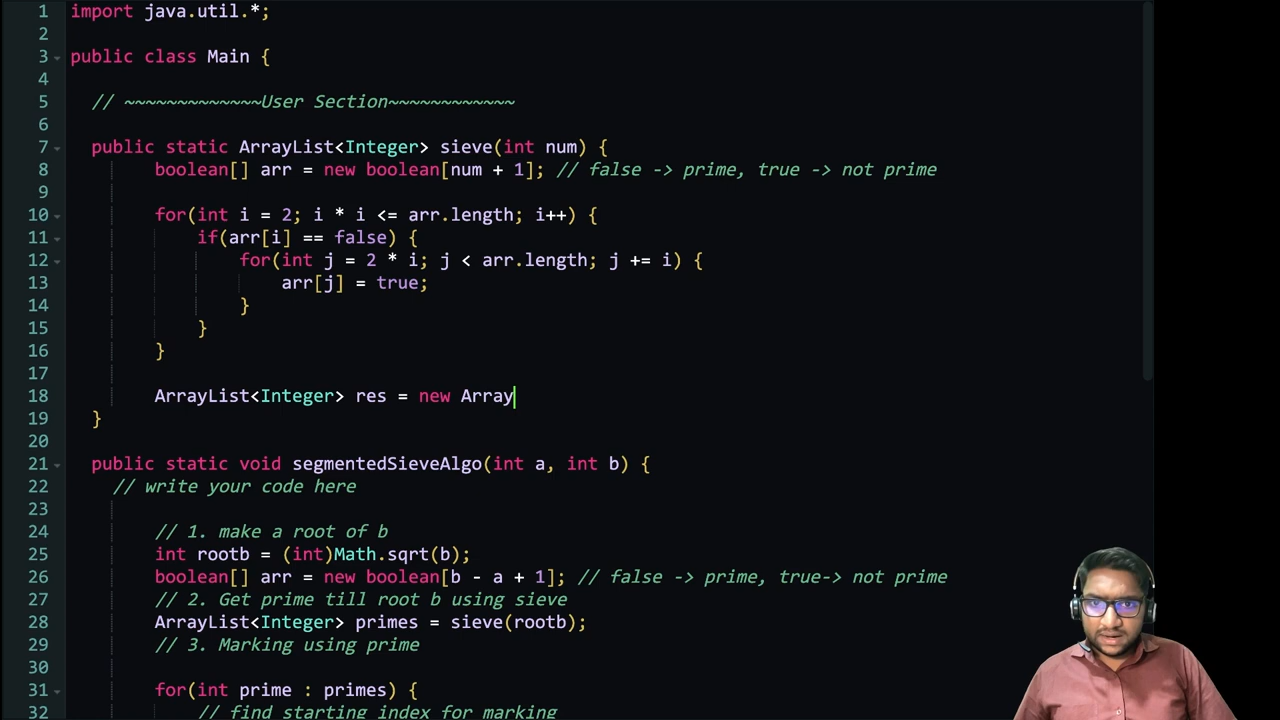 1 import java.util.*;
2
3 public class Main {
4
5 // ~~~~~~~~~~~~~User Section~~~~~~~~~~~~
6
7 public static ArrayList<Integer> sieve(int num) {
8 boolean[] arr = new boolean[num + 1]; // false -> prime, true -> not prime
9
10 for(int i = 2; i * i <= arr.length; i++) {
11 if(arr[i] == false) {
12 for(int j = 2 * i; j < arr.length; j += i) {
13 arr[j] = true;
14 }
15 }
16 }
17
18 ArrayList<Integer> res = new Array
19 }
20
21 public static void segmentedSieveAlgo(int a, int b) {
22 // write your code here
23
24 // 1. make a root of b
25 int rootb = (int)Math.sqrt(b);
26 boolean[] arr = new boolean[b - a + 1]; // false -> prime, true-> not prime
27 // 2. Get prime till root b using sieve
28 ArrayList<Integer> primes = sieve(rootb);
29 // 3. Marking using prime
30
31 for(int prime : primes) {
32 // find starting index for marking